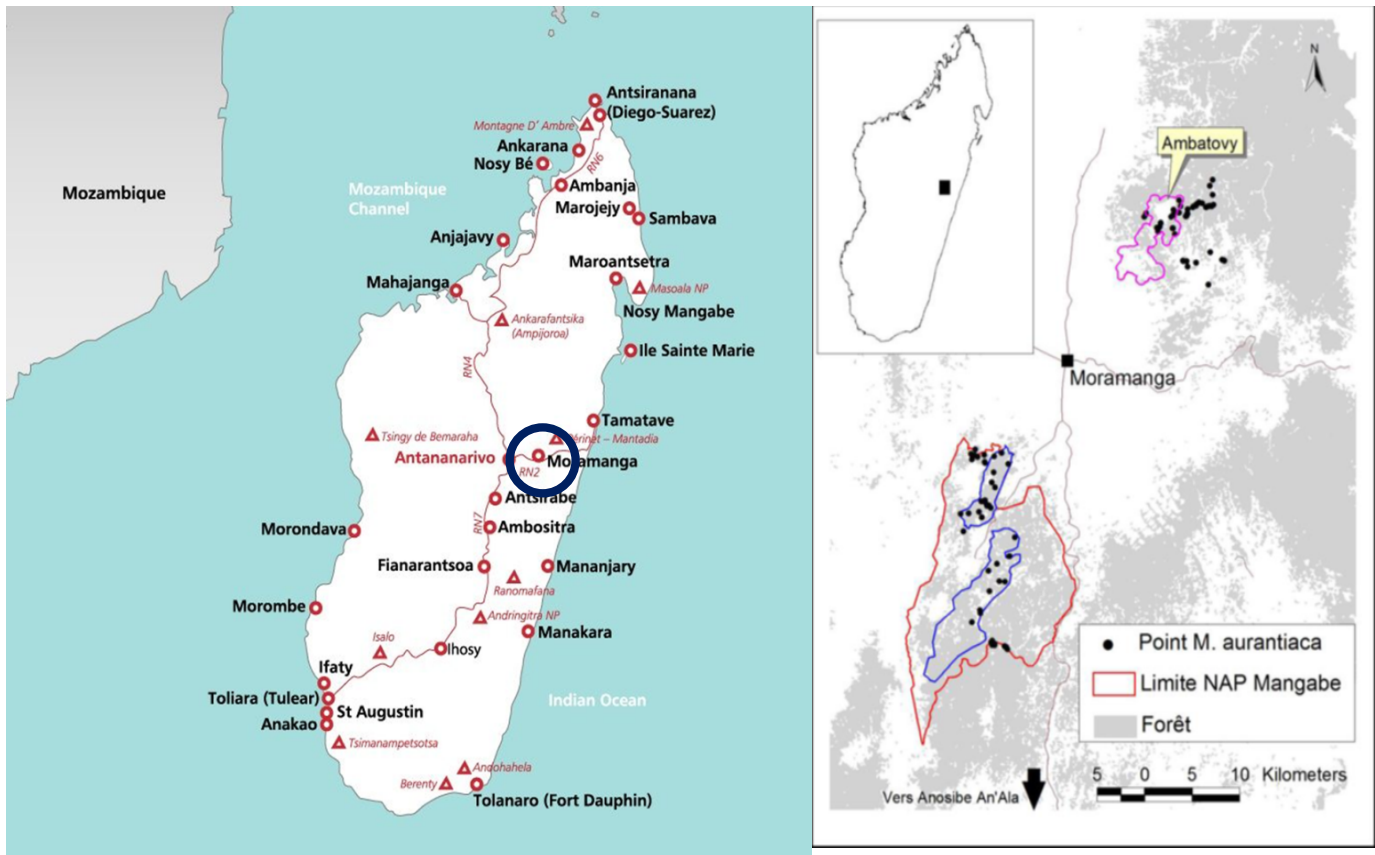 Mozambique
Mozambique
Channel
Antsiranana
(Diego-Suarez)
Montagne D' Ambre
Ankarana
Nosy Bé
RN6
Ambanja
Marojejy
Sambava
Anjajavy
Maroantsetra
Mahajanga
Masoala NP
Nosy Mangabe
Ankarafantsika
(Ampijoroa)
Ile Sainte Marie
RN4
Tamatave
Tsingy de Bemaraha
Périnet – Mantadia
Antananarivo
Moramanga
RN2
Antsirabe
RN7
Ambositra
Morondava
Fianarantsoa
Mananjary
Ranomafana
Morombe
Andringitra NP
Manakara
Isalo
Ihosy
Ifaty
Toliara (Tulear)
St Augustin
Anakao
Indian Ocean
Tsimanampetsotsa
Andohahela
Berenty
Tolanaro (Fort Dauphin)
N
Ambatovy
Moramanga
Point M. aurantiaca
Limite NAP Mangabe
Forêt
5 0 5 10 Kilometers
Vers Anosibe An'Ala